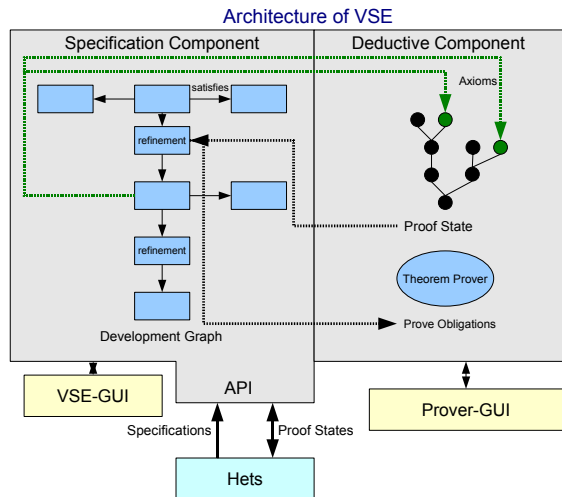 Architecture of VSE
Specification Component
Deductive Component
satisfies
Axioms
refinement
Proof State
refinement
Theorem Prover
Prove Obligations
Development Graph
API
VSE-GUI
Prover-GUI
Specifications
Proof States
Hets